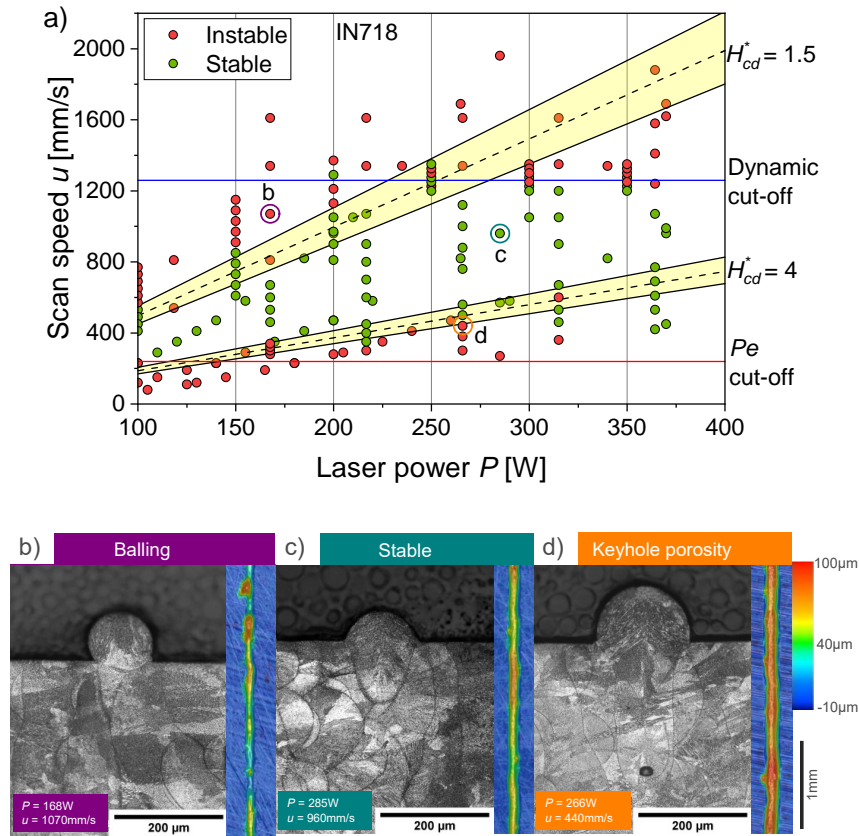 a)
Instable
Stable
IN718
2000
1600
1200
800
400
0
Scan speed u [mm/s]
100
150
200
250
300
350
400
Laser power P [W]
H*cd = 1.5
Dynamic
cut-off
H*cd = 4
Pe
cut-off
b
c
d
b)
Balling
P = 168W
u = 1070mm/s
200 µm
c)
Stable
P = 285W
u = 960mm/s
200 µm
d)
Keyhole porosity
P = 266W
u = 440mm/s
200 µm
100µm
40µm
-10µm
1mm